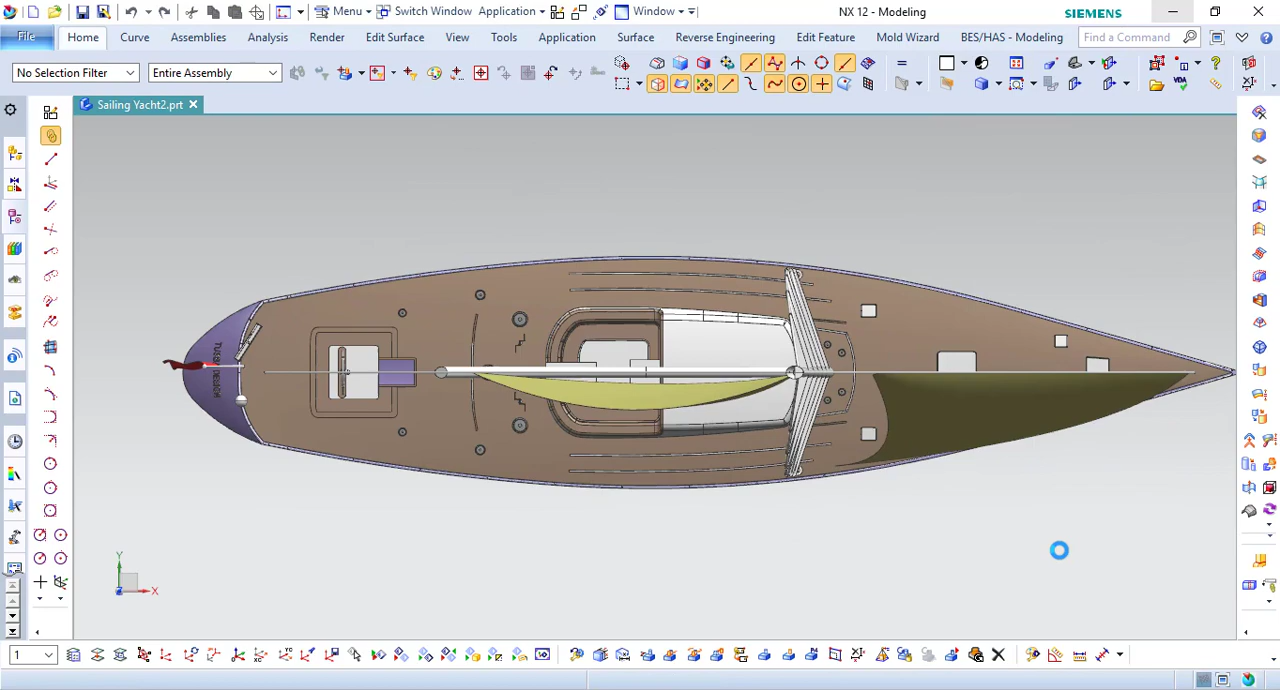 Menu
Switch Window
Application
Window
NX 12 - Modeling
SIEMENS
File
Home
Curve
Assemblies
Analysis
Render
Edit Surface
View
Tools
Application
Surface
Reverse Engineering
Edit Feature
Mold Wizard
BES/HAS - Modeling
Find a Command
No Selection Filter
Entire Assembly
Sailing Yacht2.prt
Y
X
1